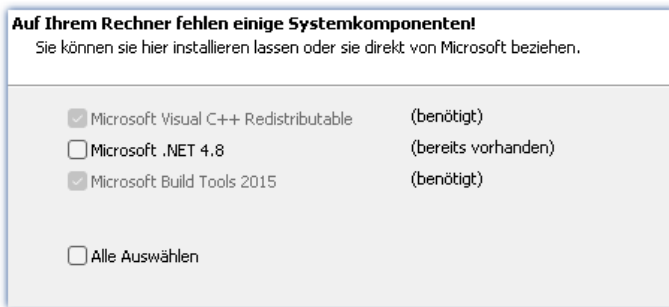 Auf Ihrem Rechner fehlen einige Systemkomponenten!
Sie können sie hier installieren lassen oder sie direkt von Microsoft beziehen.
Microsoft Visual C++ Redistributable (benötigt)
Microsoft .NET 4.8 (bereits vorhanden)
Microsoft Build Tools 2015 (benötigt)
Alle Auswählen